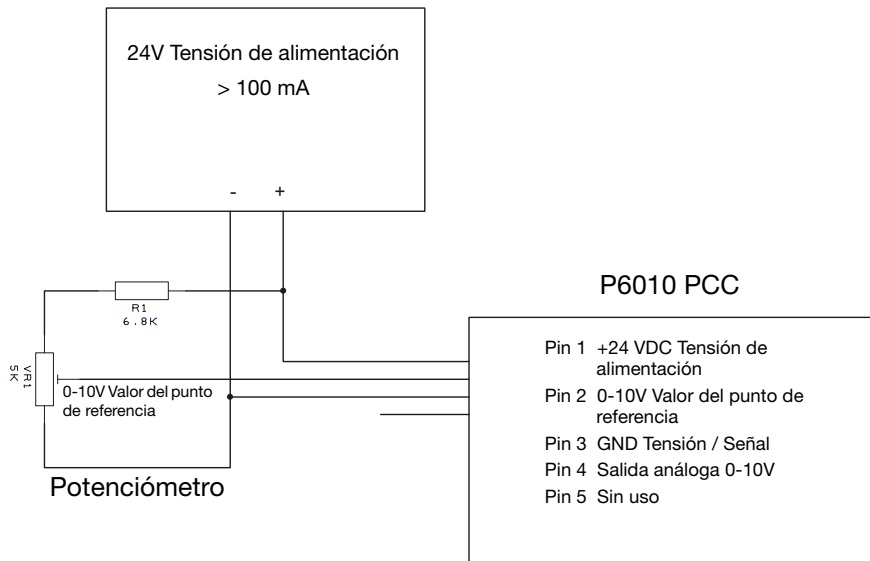 24V Tensión de alimentación
> 100 mA
- +
R1
6.8K
VR1
5K
0-10V Valor del punto
de referencia
Potenciómetro
P6010 PCC
Pin 1 +24 VDC Tensión de
alimentación
Pin 2 0-10V Valor del punto de
referencia
Pin 3 GND Tensión / Señal
Pin 4 Salida análoga 0-10V
Pin 5 Sin uso